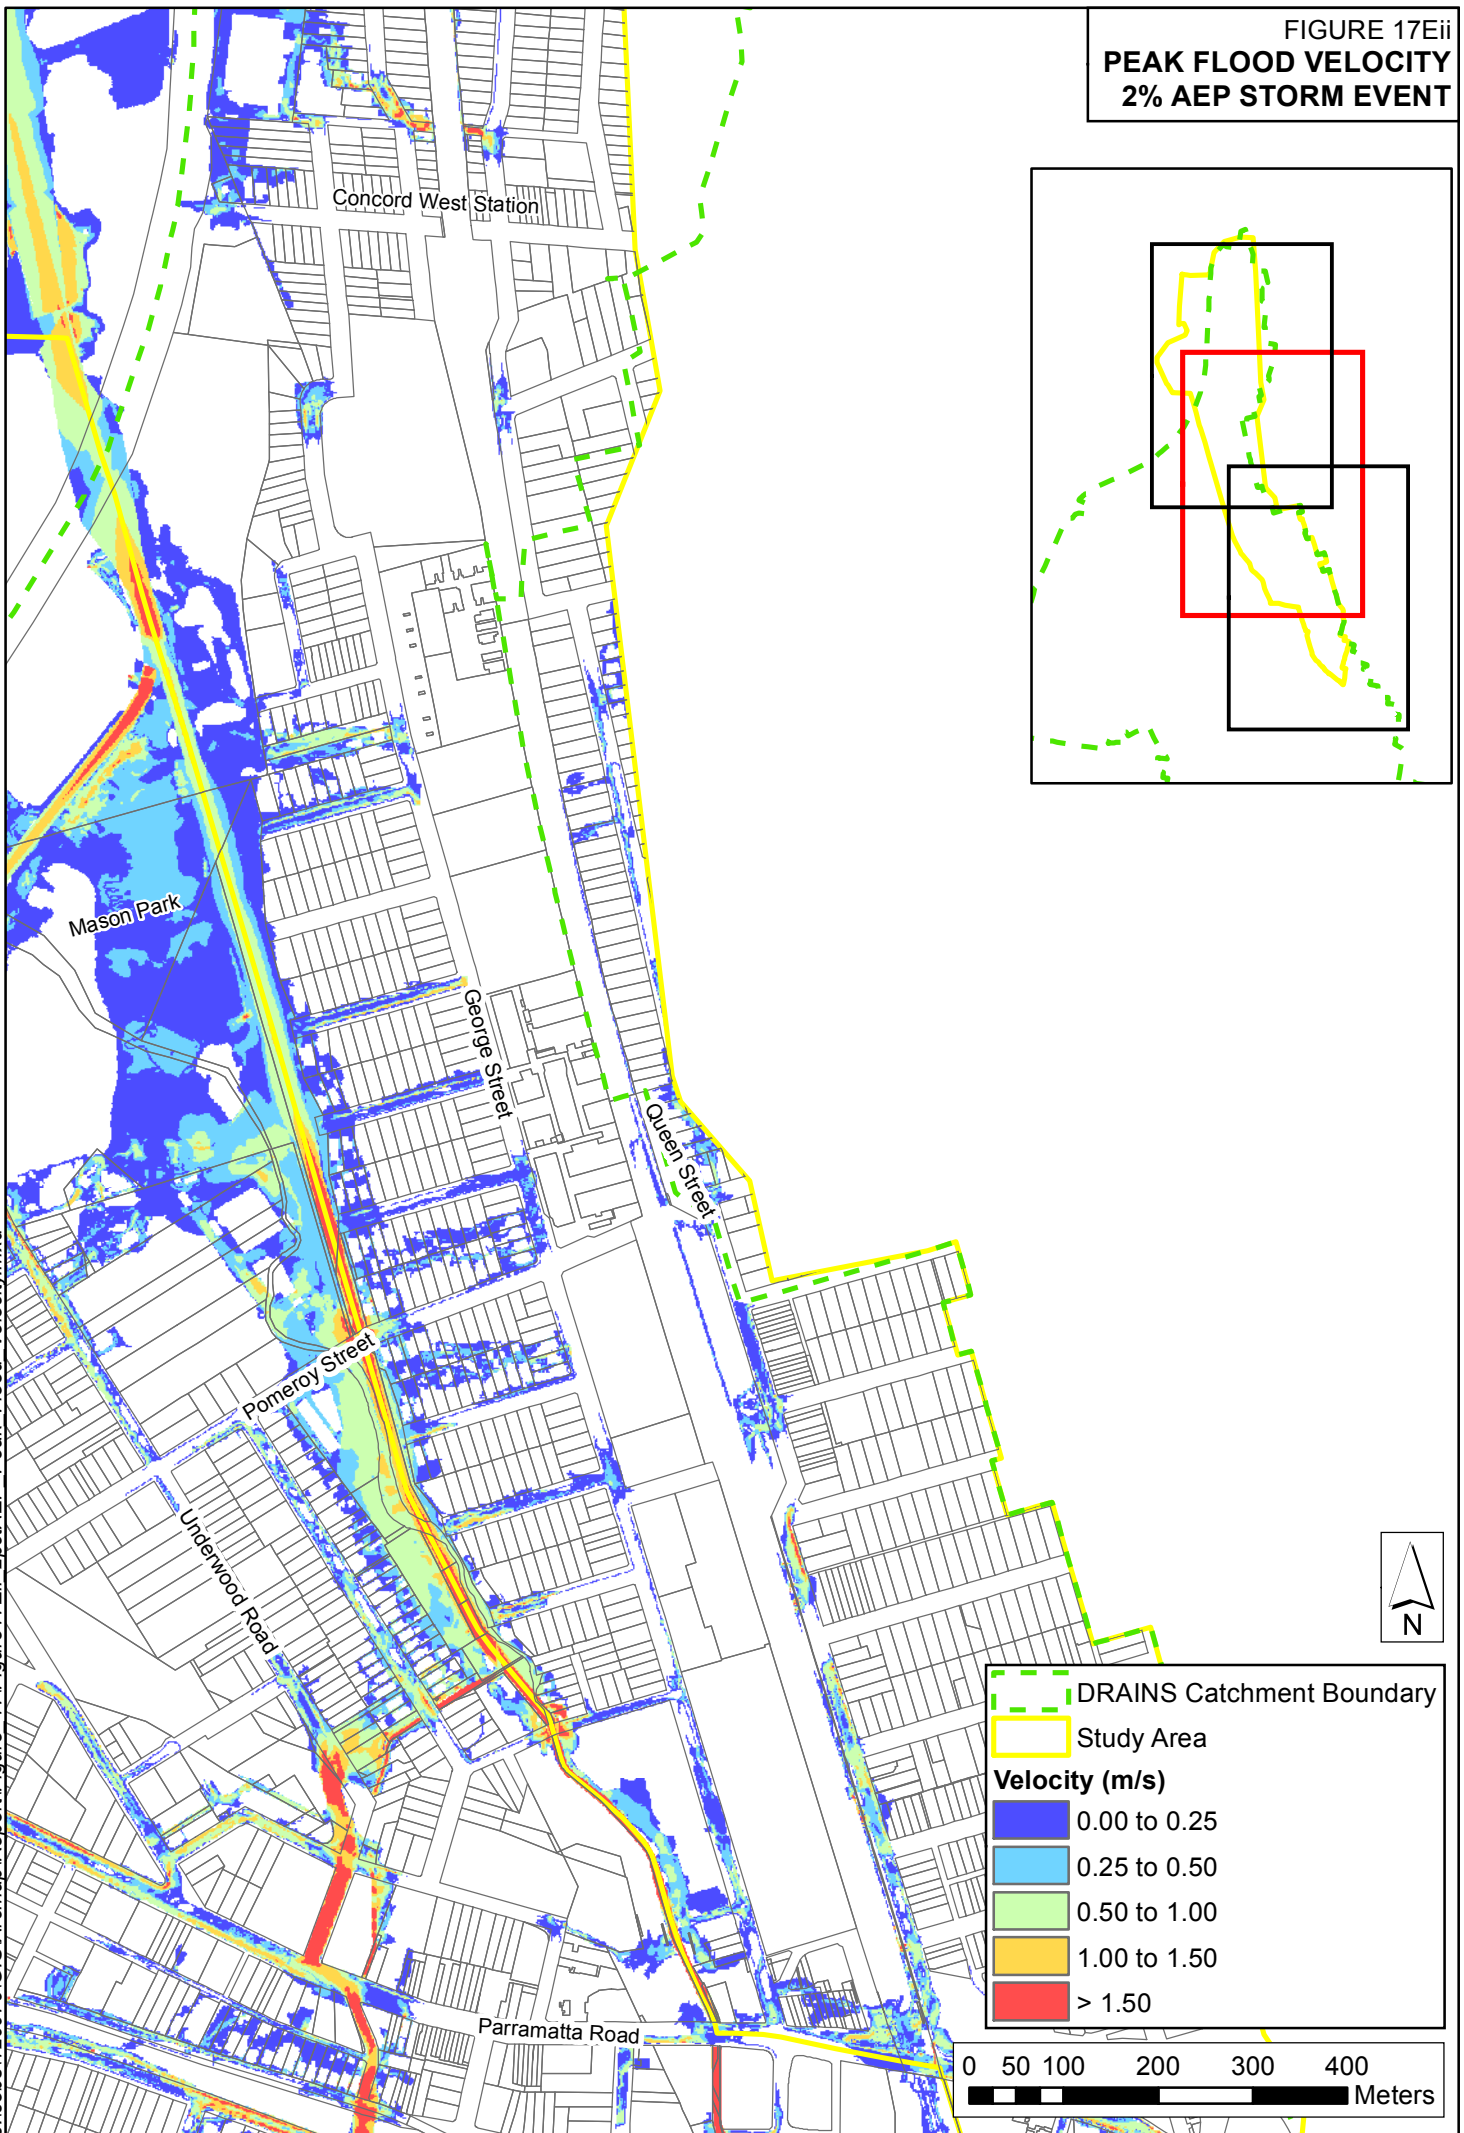 FIGURE 17Eii
PEAK FLOOD VELOCITY
2% AEP STORM EVENT
Concord West Station
Mason Park
George Street
Queen Street
Pomeroy Street
Underwood Road
Parramatta Road
N
DRAINS Catchment Boundary
Study Area
Velocity (m/s)
0.00 to 0.25
0.25 to 0.50
0.50 to 1.00
1.00 to 1.50
> 1.50
0 50 100 200 300 400
Meters